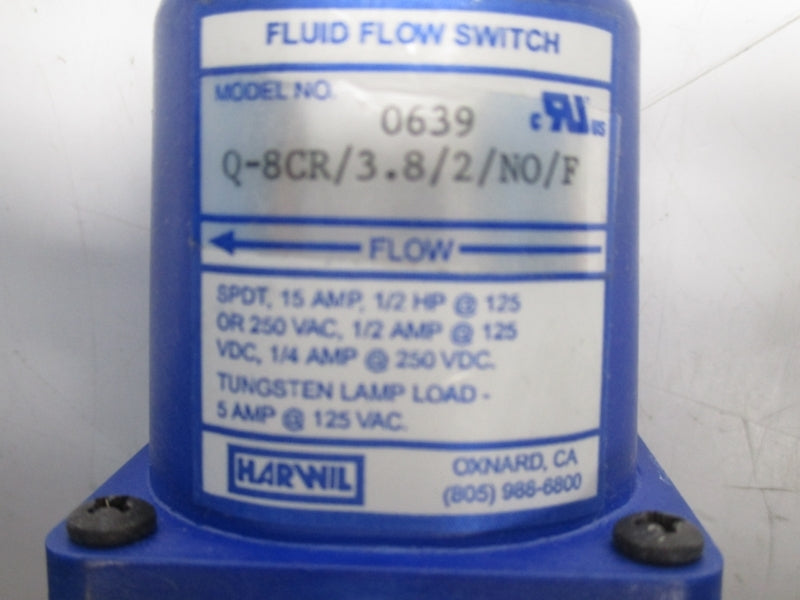 FLUID FLOW SWITCH
MODEL NO.
0639
c RU US
Q-8CR/3.8/2/NO/F
FLOW
SPDT, 15 AMP, 1/2 HP @ 125
OR 250 VAC, 1/2 AMP @ 125
VDC, 1/4 AMP @ 250 VDC.
TUNGSTEN LAMP LOAD -
5 AMP @ 125 VAC.
HARWIL
OXNARD, CA
(805) 988-6800